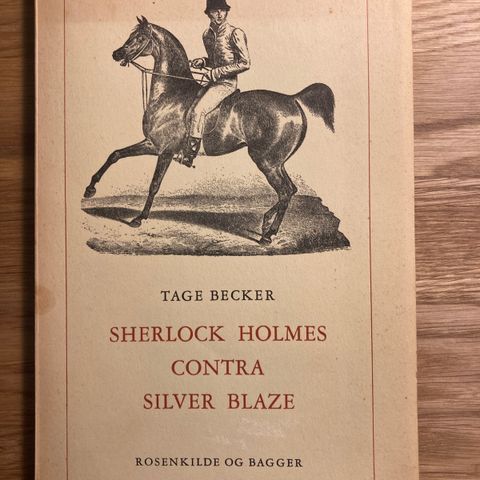 TAGE BECKER
SHERLOCK HOLMES
CONTRA
SILVER BLAZE
ROSENKILDE OG BAGGER